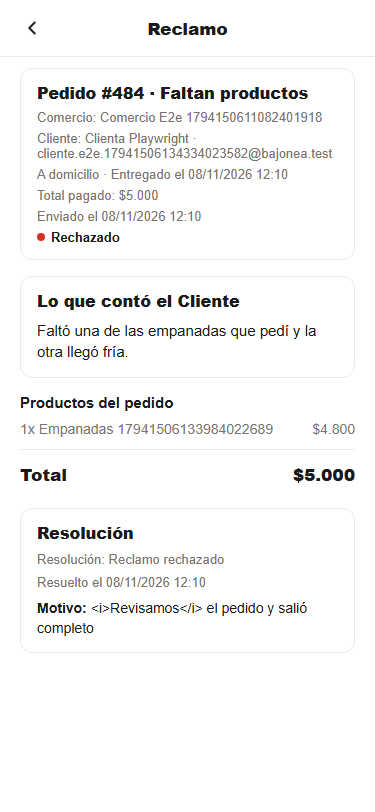 Reclamo
Pedido #484 · Faltan productos
Comercio: Comercio E2e 1794150611082401918
Cliente: Clienta Playwright ·
cliente.e2e.17941506134334023582@bajonea.test
A domicilio · Entregado el 08/11/2026 12:10
Total pagado: $5.000
Enviado el 08/11/2026 12:10
Rechazado
Lo que contó el Cliente
Faltó una de las empanadas que pedí y la
otra llegó fría.
Productos del pedido
1x Empanadas 17941506133984022689 $4.800
Total $5.000
Resolución
Resolución: Reclamo rechazado
Resuelto el 08/11/2026 12:10
Motivo: <i>Revisamos</i> el pedido y salió
completo